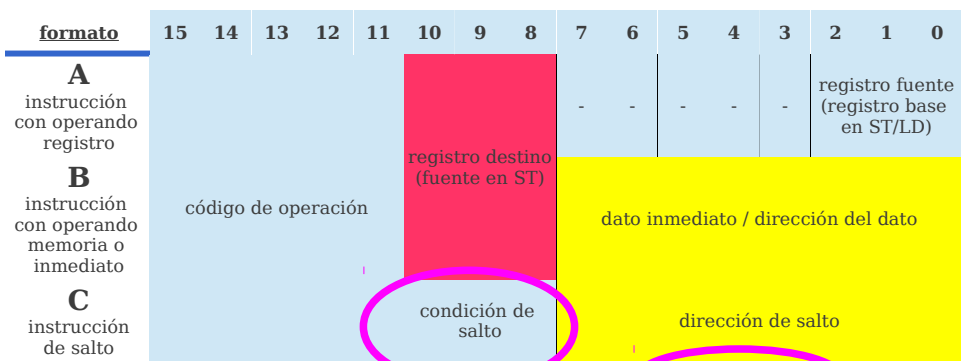 formato 15 14 13 12 11 10 9 8 7 6 5 4 3 2 1 0
A
instrucción
con operando
registro
- - - - -
registro fuente
(registro base
en ST/LD)
registro destino
(fuente en ST)
B
instrucción
con operando
memoria o
inmediato
código de operación
dato inmediato / dirección del dato
C
instrucción
de salto
condición de
salto
dirección de salto